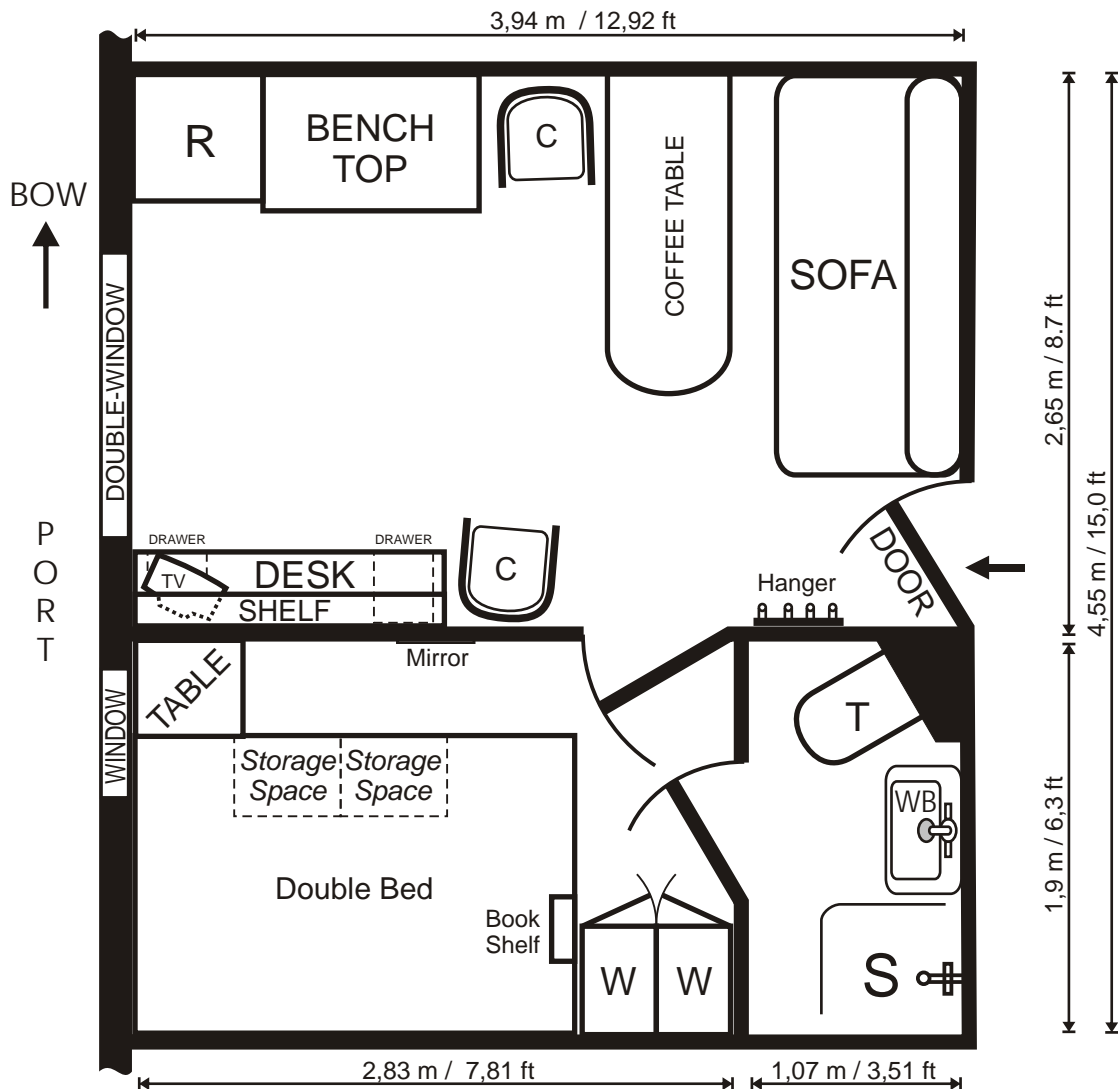 3,94 m / 12,92 ft
R
BENCH
TOP
C
COFFEE TABLE
SOFA
BOW
DOUBLE-WINDOW
2,65 m / 8.7 ft
4,55 m / 15,0 ft
PORT
DRAWER
DRAWER
TV
DESK
SHELF
C
Hanger
DOOR
Mirror
TABLE
WINDOW
Storage
Space
Storage
Space
T
WB
Double Bed
Book
Shelf
1,9 m / 6,3 ft
W
W
S
2,83 m / 7,81 ft
1,07 m / 3,51 ft